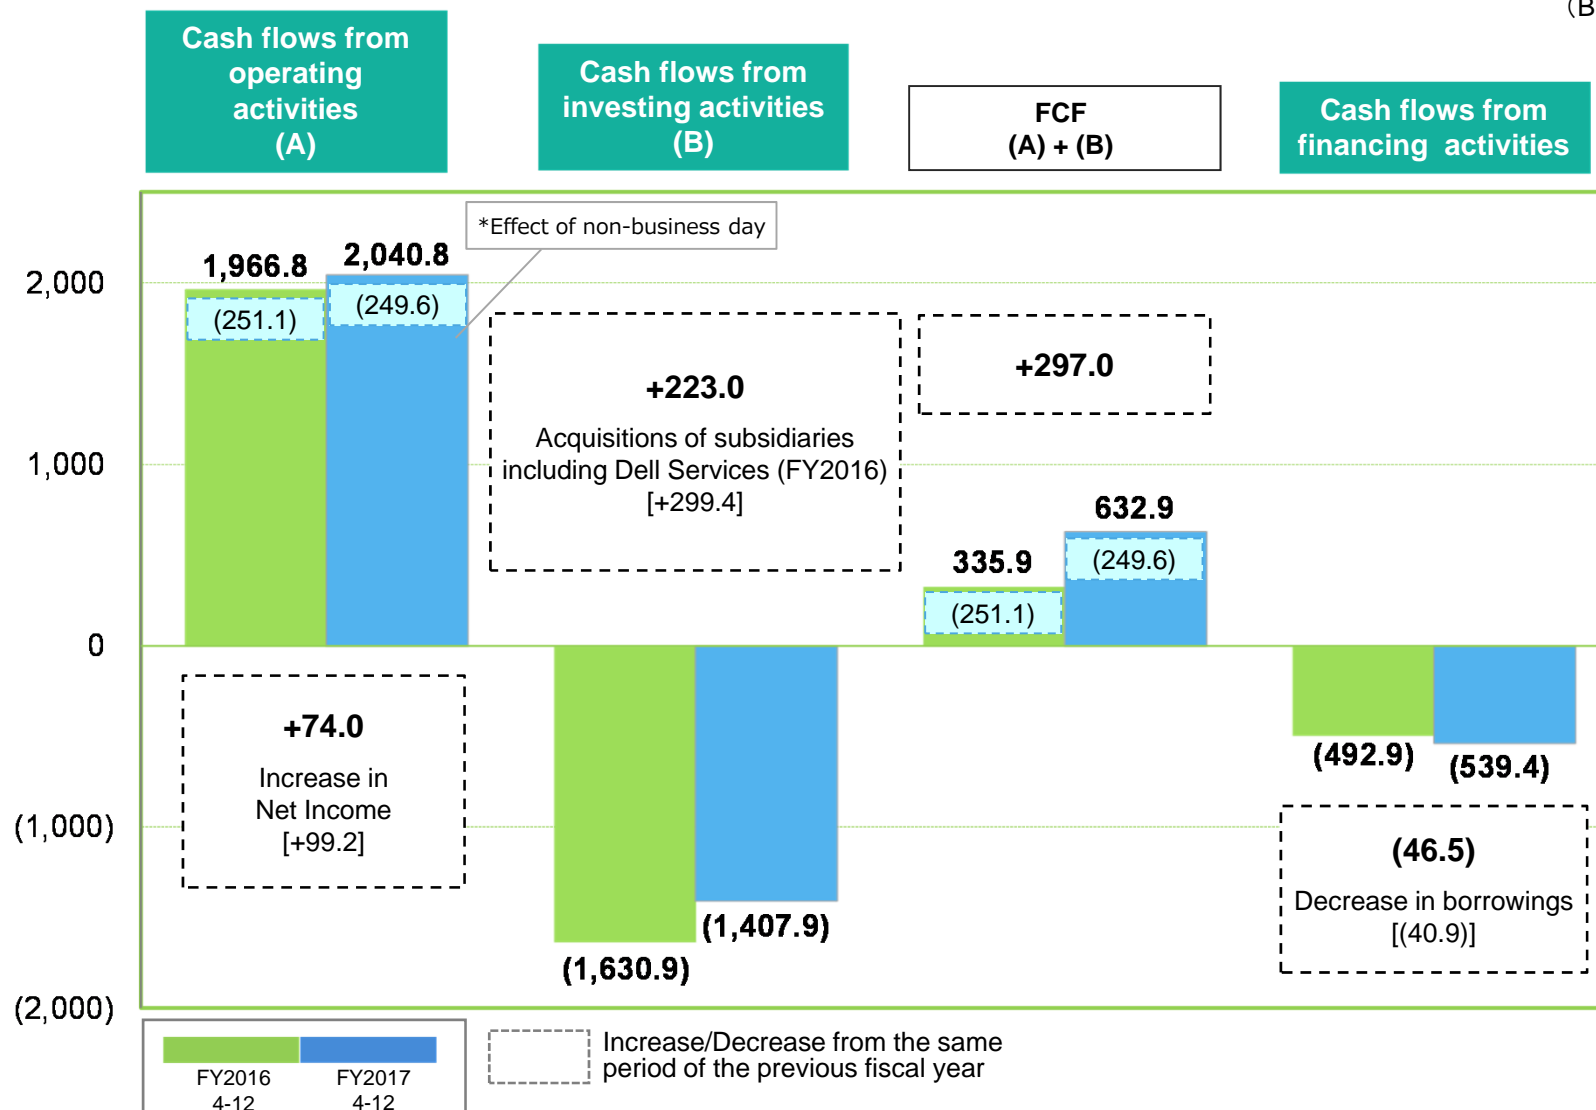 (B
Cash flows from
operating
activities
(A)
Cash flows from
investing activities
(B)
FCF
(A) + (B)
Cash flows from
financing activities
*Effect of non-business day
1,966.8
2,040.8
(251.1)
(249.6)
2,000
1,000
0
(1,000)
(2,000)
+223.0
Acquisitions of subsidiaries
including Dell Services (FY2016)
[+299.4]
+297.0
335.9
632.9
(251.1)
(249.6)
+74.0
Increase in
Net Income
[+99.2]
(1,630.9)
(1,407.9)
(492.9)
(539.4)
(46.5)
Decrease in borrowings
[(40.9)]
FY2016
4-12
FY2017
4-12
Increase/Decrease from the same
period of the previous fiscal year